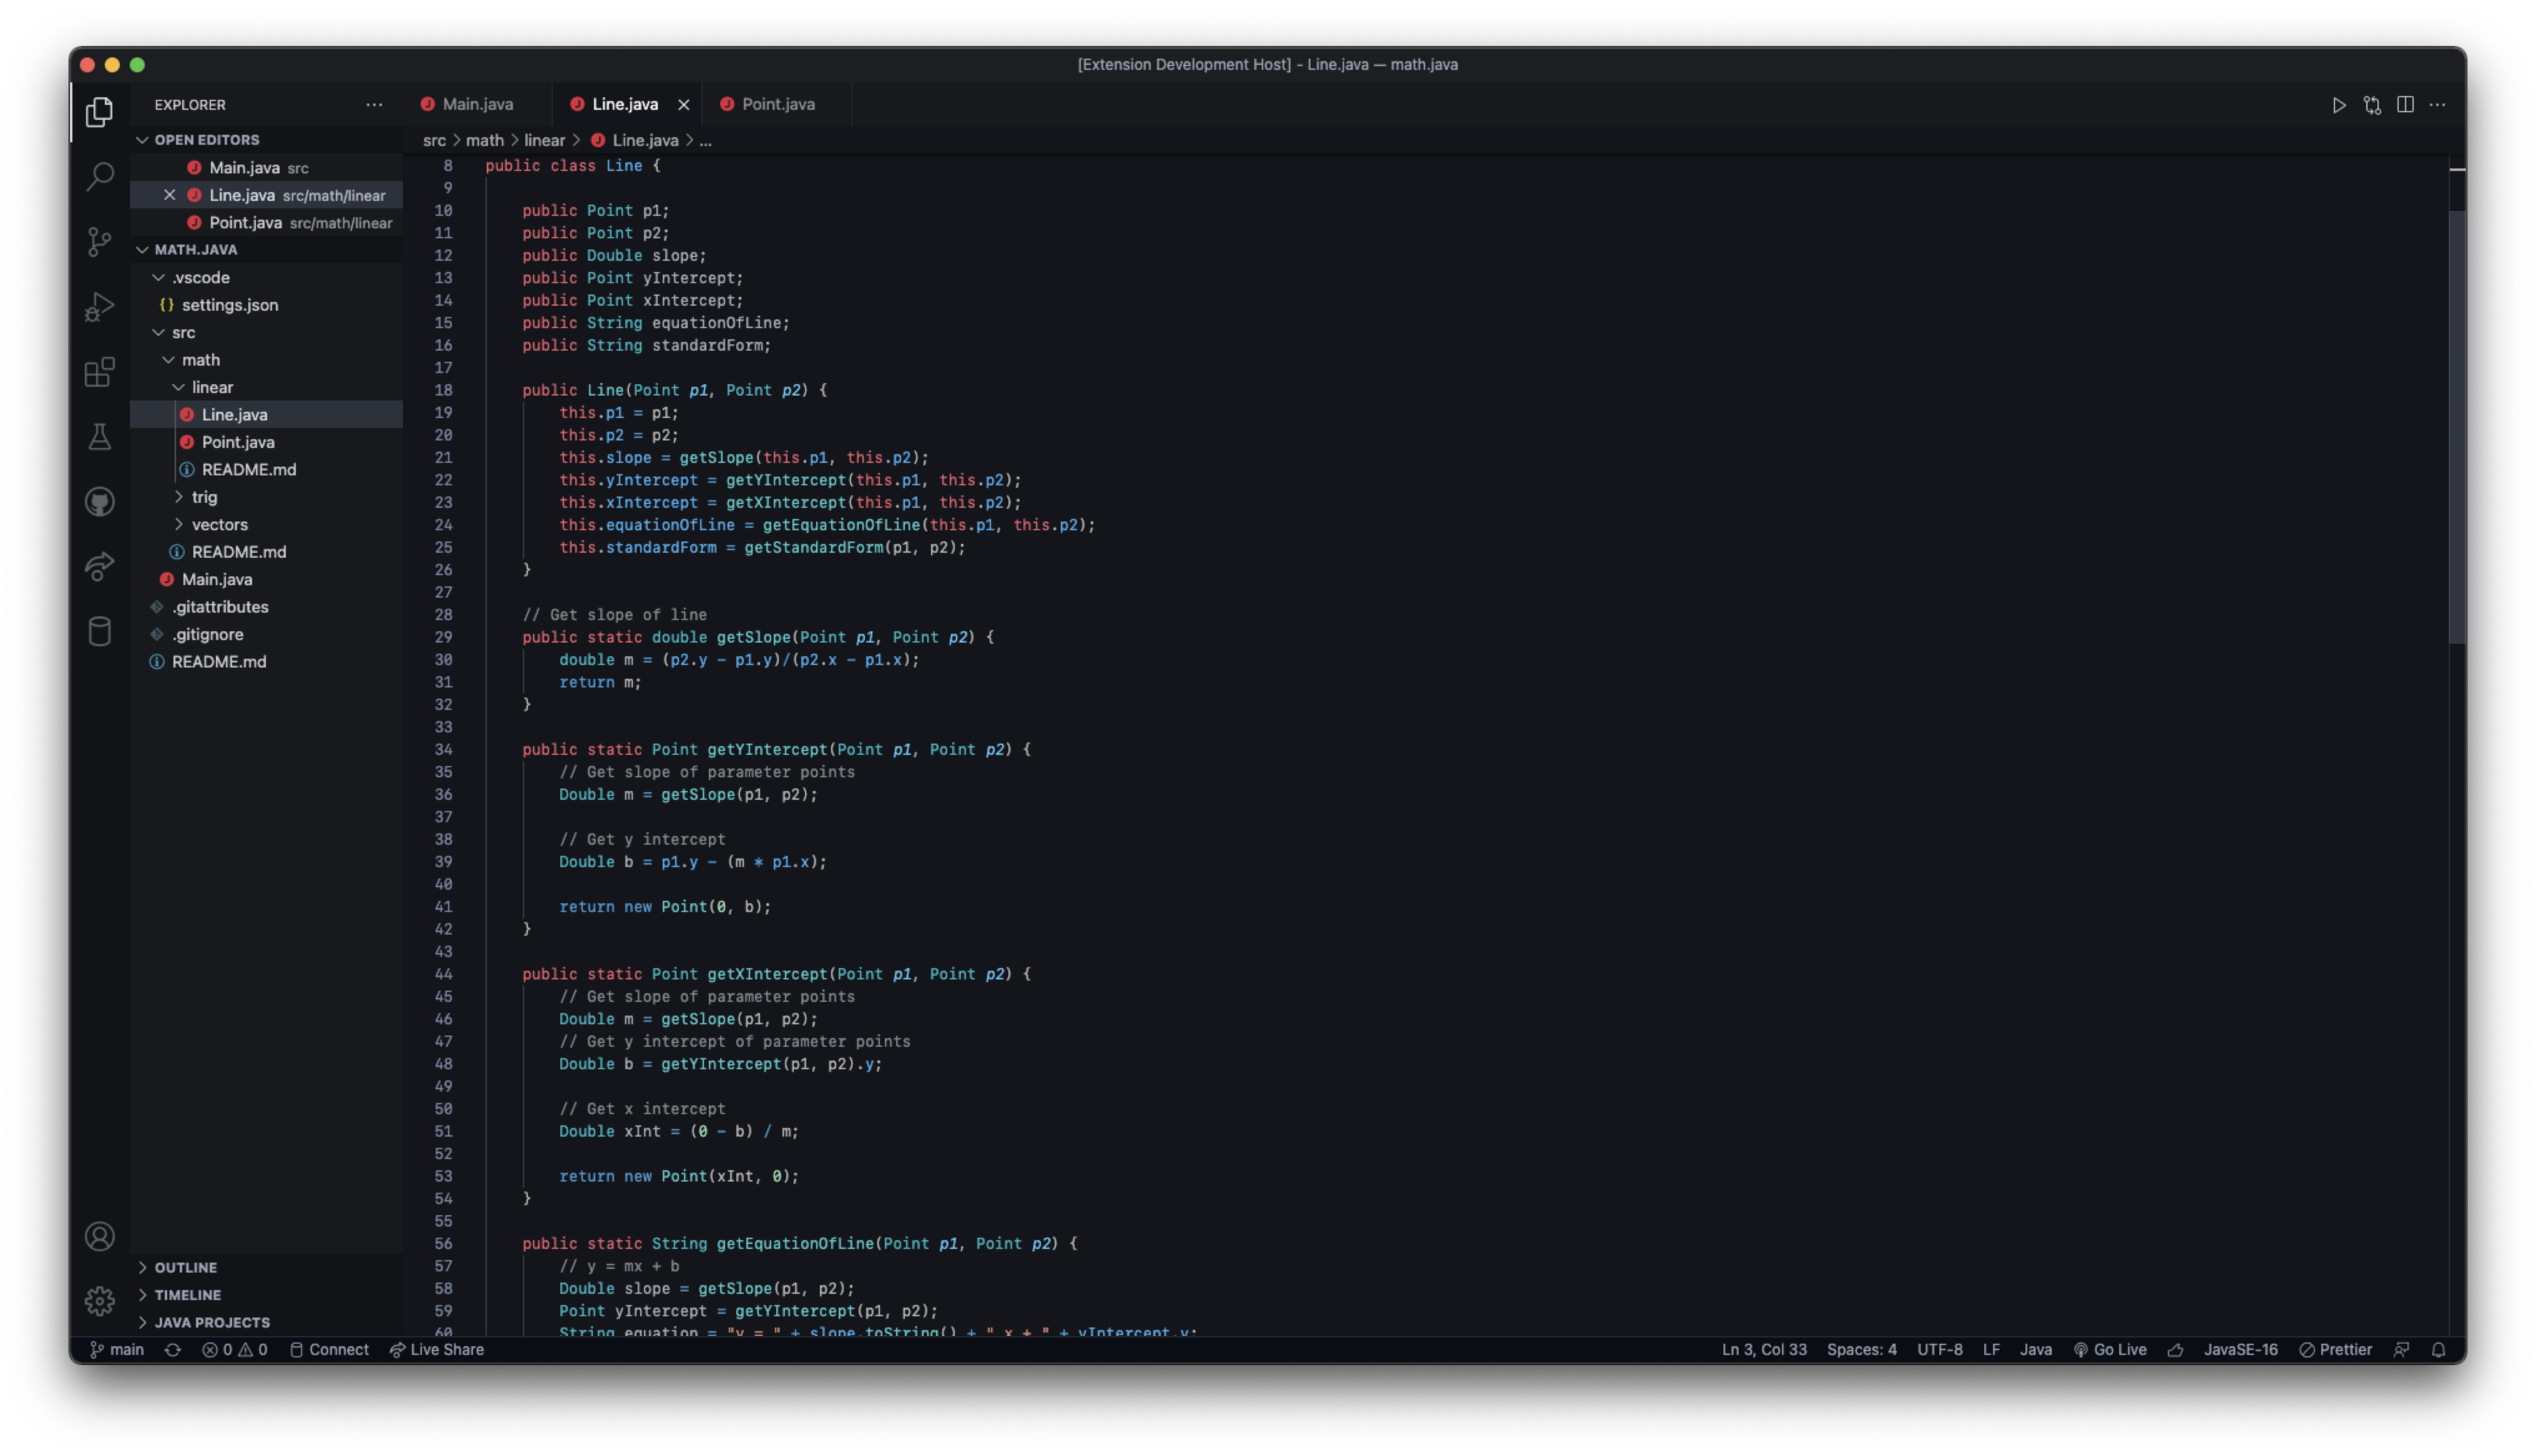 [Extension Development Host] - Line.java — math.java
EXPLORER
OPEN EDITORS
Main.java src
Line.java src/math/linear
Point.java src/math/linear
MATH.JAVA
.vscode
{} settings.json
src
math
linear
Line.java
Point.java
README.md
trig
vectors
README.md
Main.java
.gitattributes
.gitignore
README.md
OUTLINE
TIMELINE
JAVA PROJECTS
Main.java Line.java Point.java
src > math > linear > Line.java > ...
8 public class Line {
9
10 public Point p1;
11 public Point p2;
12 public Double slope;
13 public Point yIntercept;
14 public Point xIntercept;
15 public String equationOfLine;
16 public String standardForm;
17
18 public Line(Point p1, Point p2) {
19 this.p1 = p1;
20 this.p2 = p2;
21 this.slope = getSlope(this.p1, this.p2);
22 this.yIntercept = getYIntercept(this.p1, this.p2);
23 this.xIntercept = getXIntercept(this.p1, this.p2);
24 this.equationOfLine = getEquationOfLine(this.p1, this.p2);
25 this.standardForm = getStandardForm(p1, p2);
26 }
27
28 // Get slope of line
29 public static double getSlope(Point p1, Point p2) {
30 double m = (p2.y - p1.y)/(p2.x - p1.x);
31 return m;
32 }
33
34 public static Point getYIntercept(Point p1, Point p2) {
35 // Get slope of parameter points
36 Double m = getSlope(p1, p2);
37
38 // Get y intercept
39 Double b = p1.y - (m * p1.x);
40
41 return new Point(0, b);
42 }
43
44 public static Point getXIntercept(Point p1, Point p2) {
45 // Get slope of parameter points
46 Double m = getSlope(p1, p2);
47 // Get y intercept of parameter points
48 Double b = getYIntercept(p1, p2).y;
49
50 // Get x intercept
51 Double xInt = (0 - b) / m;
52
53 return new Point(xInt, 0);
54 }
55
56 public static String getEquationOfLine(Point p1, Point p2) {
57 // y = mx + b
58 Double slope = getSlope(p1, p2);
59 Point yIntercept = getYIntercept(p1, p2);
60 String equation = "y = " + slope.toString() + " x + " + yIntercept.y;
main 0 0 Connect Live Share Ln 3, Col 33 Spaces: 4 UTF-8 LF Java Go Live JavaSE-16 Prettier